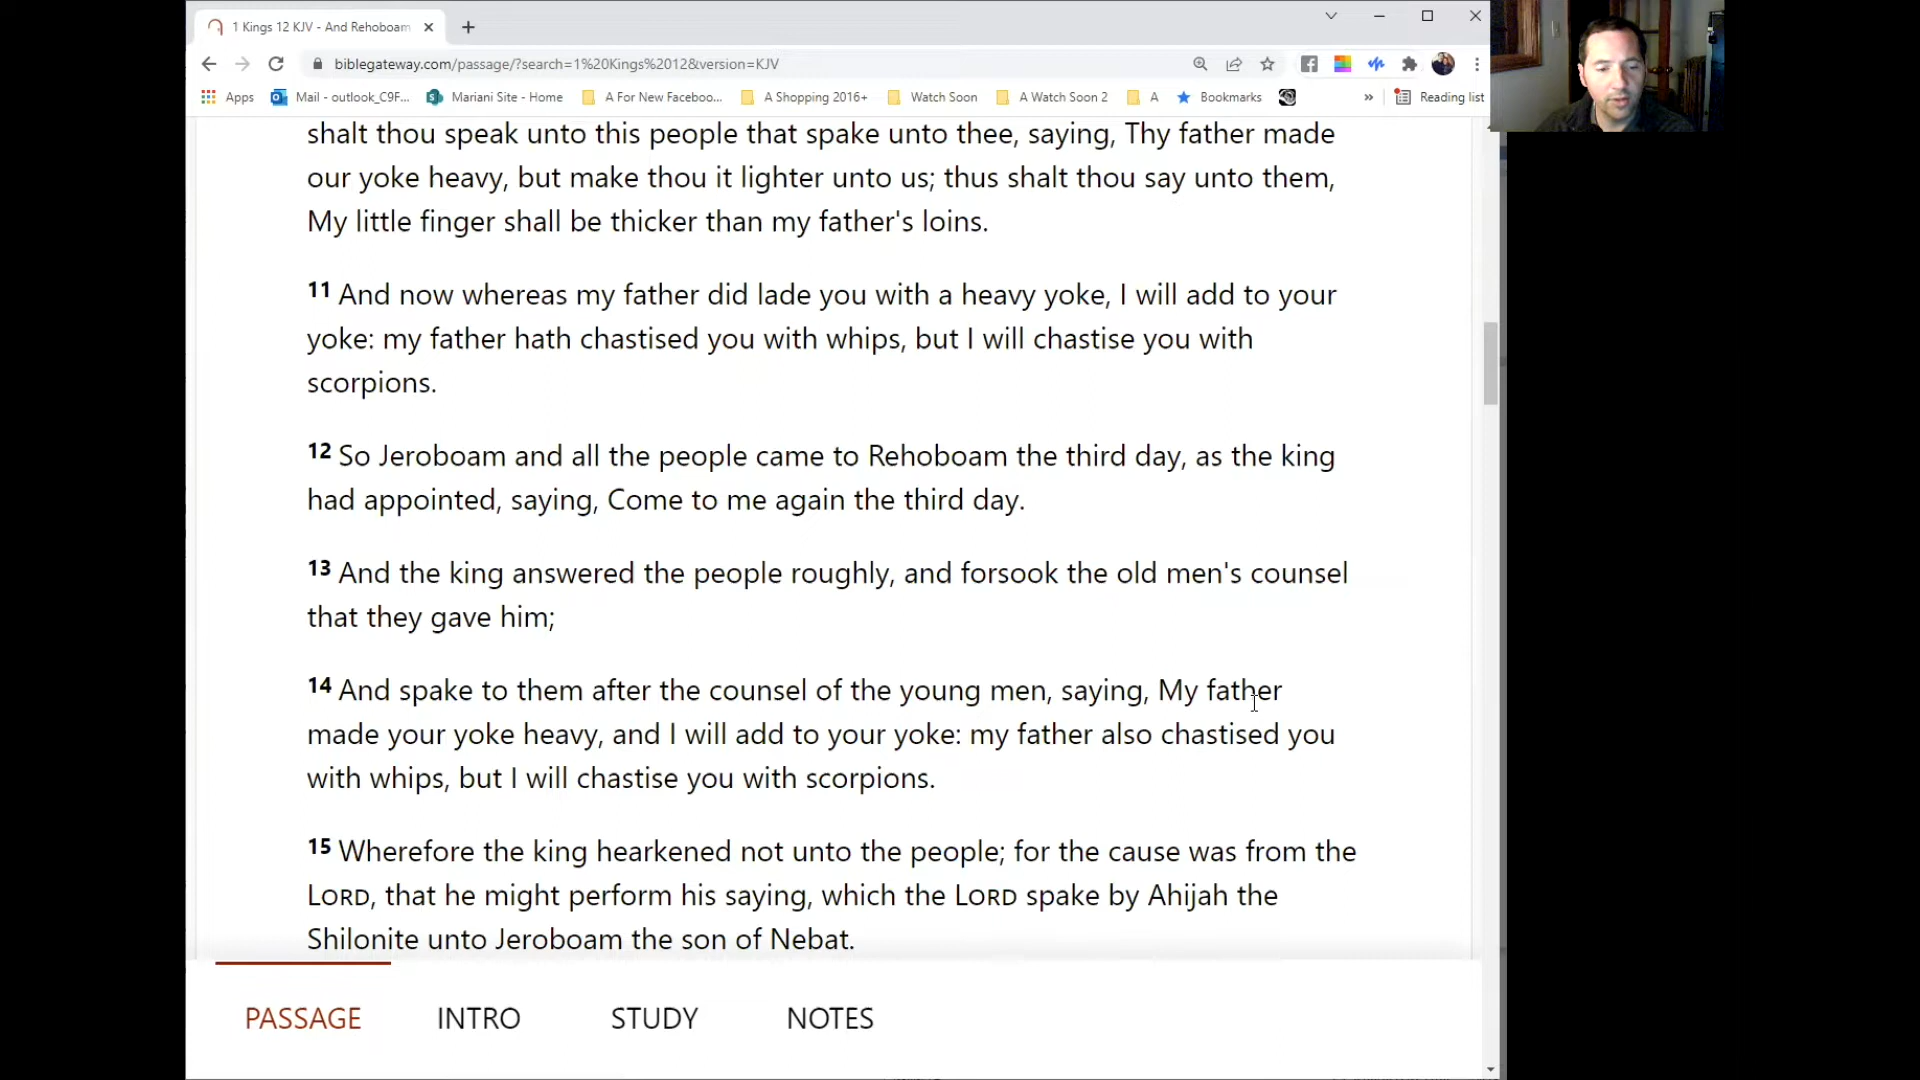 1 Kings 12 KJV - And Rehoboam
biblegateway.com/passage/?search=1%20Kings%2012&version=KJV
Apps Mail - outlook_C9F... Mariani Site - Home A For New Faceboo... A Shopping 2016+ Watch Soon A Watch Soon 2 A Bookmarks » Reading list
shalt thou speak unto this people that spake unto thee, saying, Thy father made
our yoke heavy, but make thou it lighter unto us; thus shalt thou say unto them,
My little finger shall be thicker than my father's loins.
11 And now whereas my father did lade you with a heavy yoke, I will add to your
yoke: my father hath chastised you with whips, but I will chastise you with
scorpions.
12 So Jeroboam and all the people came to Rehoboam the third day, as the king
had appointed, saying, Come to me again the third day.
13 And the king answered the people roughly, and forsook the old men's counsel
that they gave him;
14 And spake to them after the counsel of the young men, saying, My father
made your yoke heavy, and I will add to your yoke: my father also chastised you
with whips, but I will chastise you with scorpions.
15 Wherefore the king hearkened not unto the people; for the cause was from the
LORD, that he might perform his saying, which the LORD spake by Ahijah the
Shilonite unto Jeroboam the son of Nebat.
PASSAGE INTRO STUDY NOTES